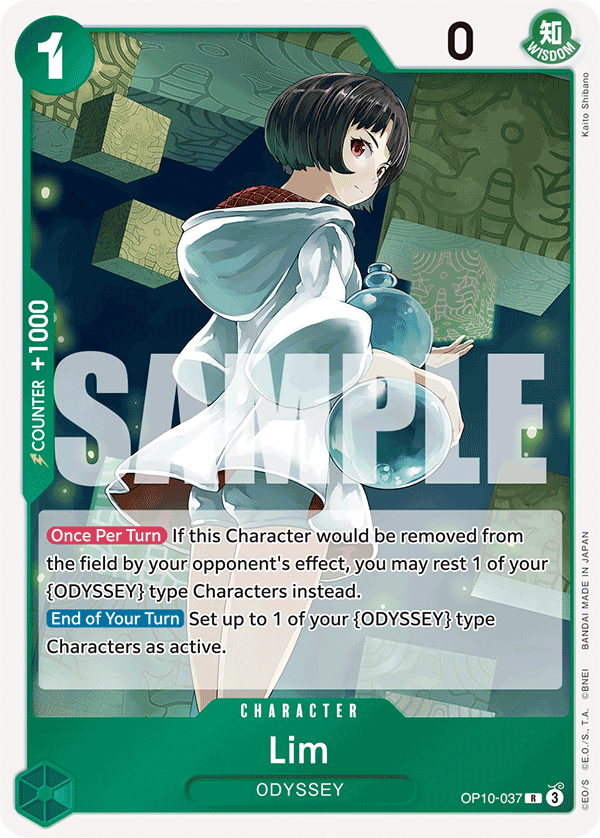 1
0
知
WISDOM
Kaito Shibano
COUNTER +1000
SAMPLE
Once Per Turn If this Character would be removed from
the field by your opponent's effect, you may rest 1 of your
{ODYSSEY} type Characters instead.
End of Your Turn Set up to 1 of your {ODYSSEY} type
Characters as active.
CHARACTER
Lim
ODYSSEY
OP10-037 R 3
©EO/S ©E.O./S., T.A. ©BNEI BANDAI MADE IN JAPAN